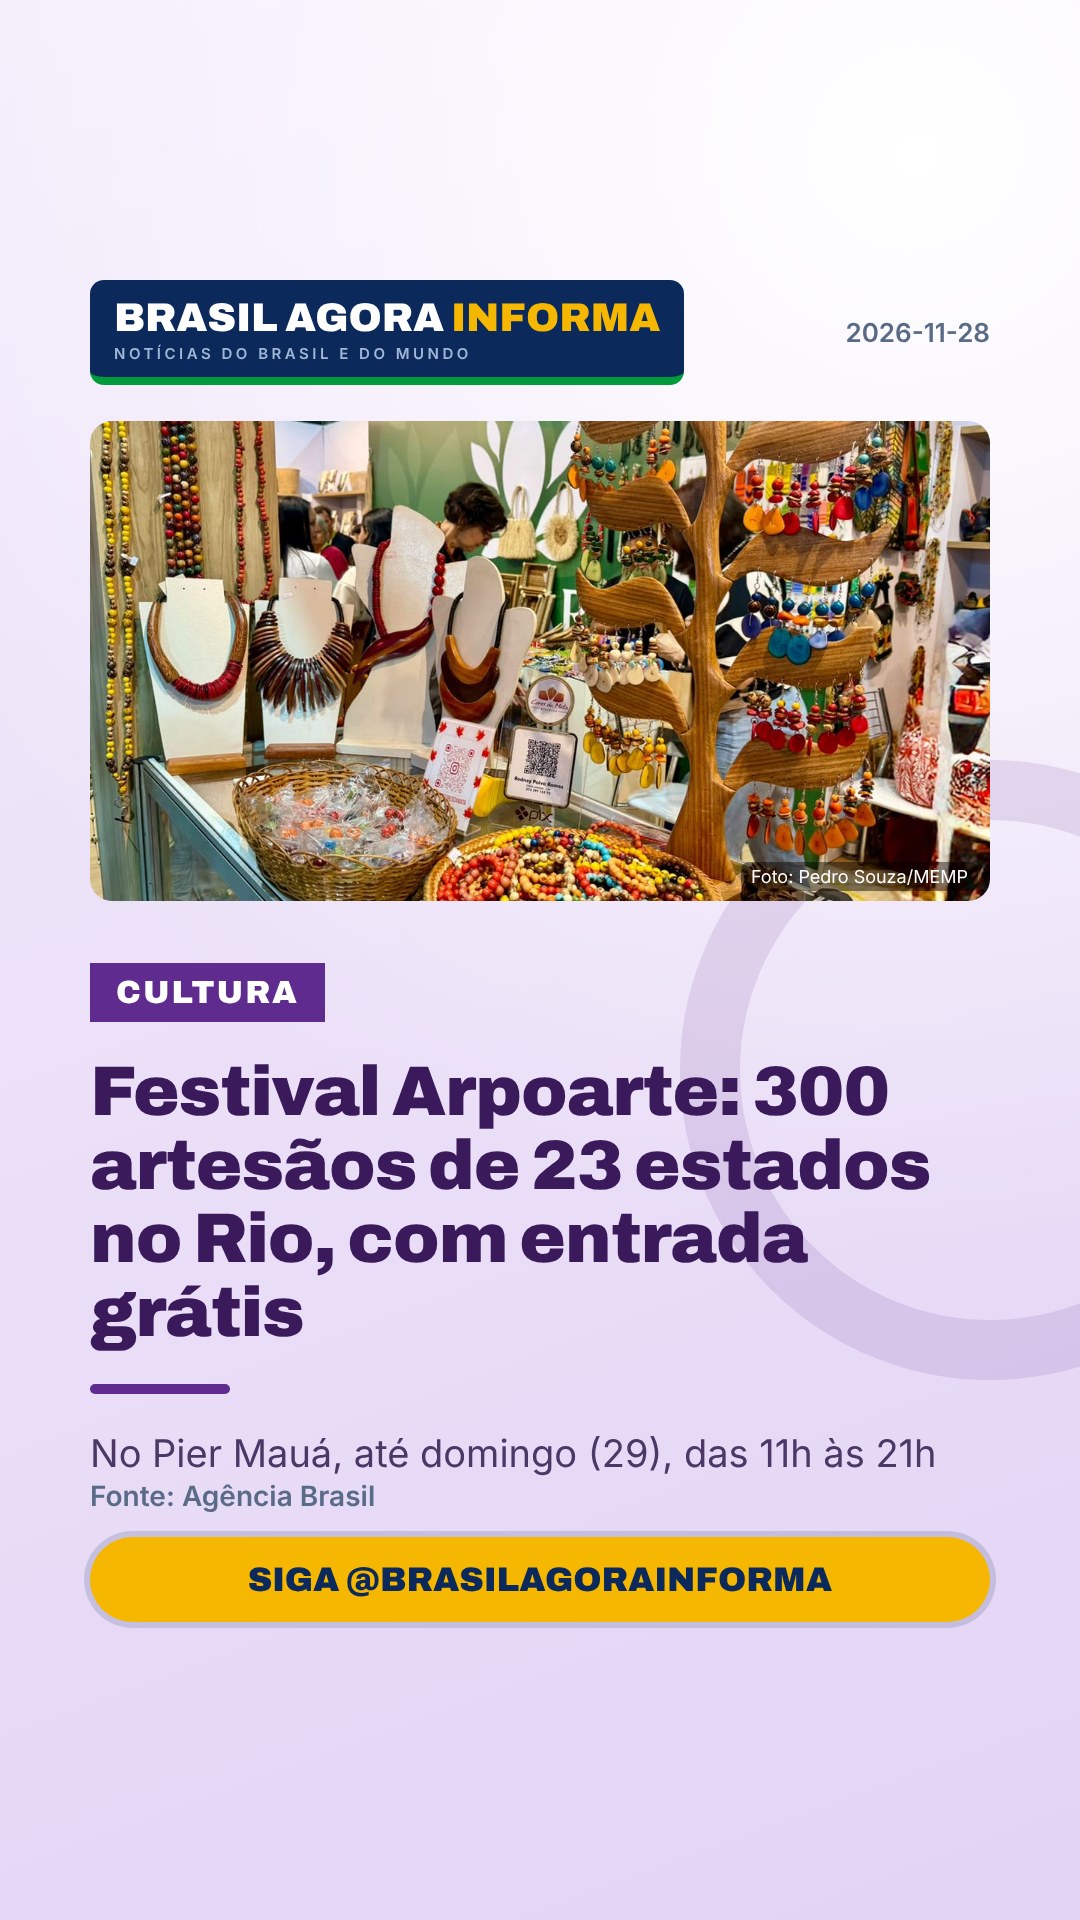 BRASIL AGORA INFORMA
NOTÍCIAS DO BRASIL E DO MUNDO
2026-11-28
pix
Foto: Pedro Souza/MEMP
CULTURA
Festival Arpoarte: 300
artesãos de 23 estados
no Rio, com entrada
grátis
No Pier Mauá, até domingo (29), das 11h às 21h
Fonte: Agência Brasil
SIGA @BRASILAGORAINFORMA